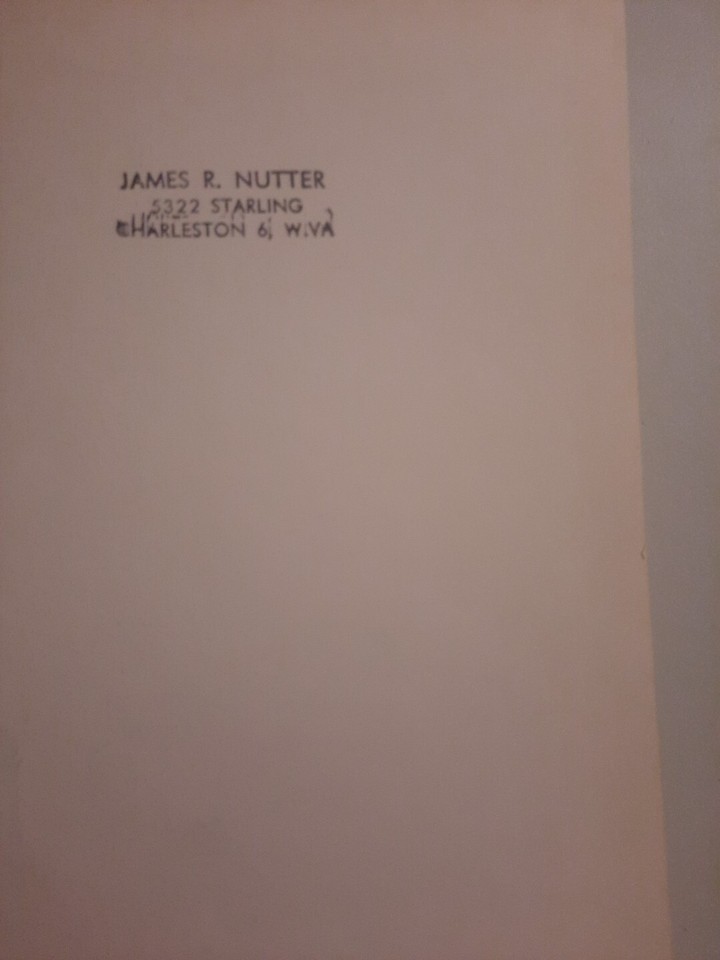 JAMES R. NUTTER
5322 STARLING
CHARLESTON 6, W.VA